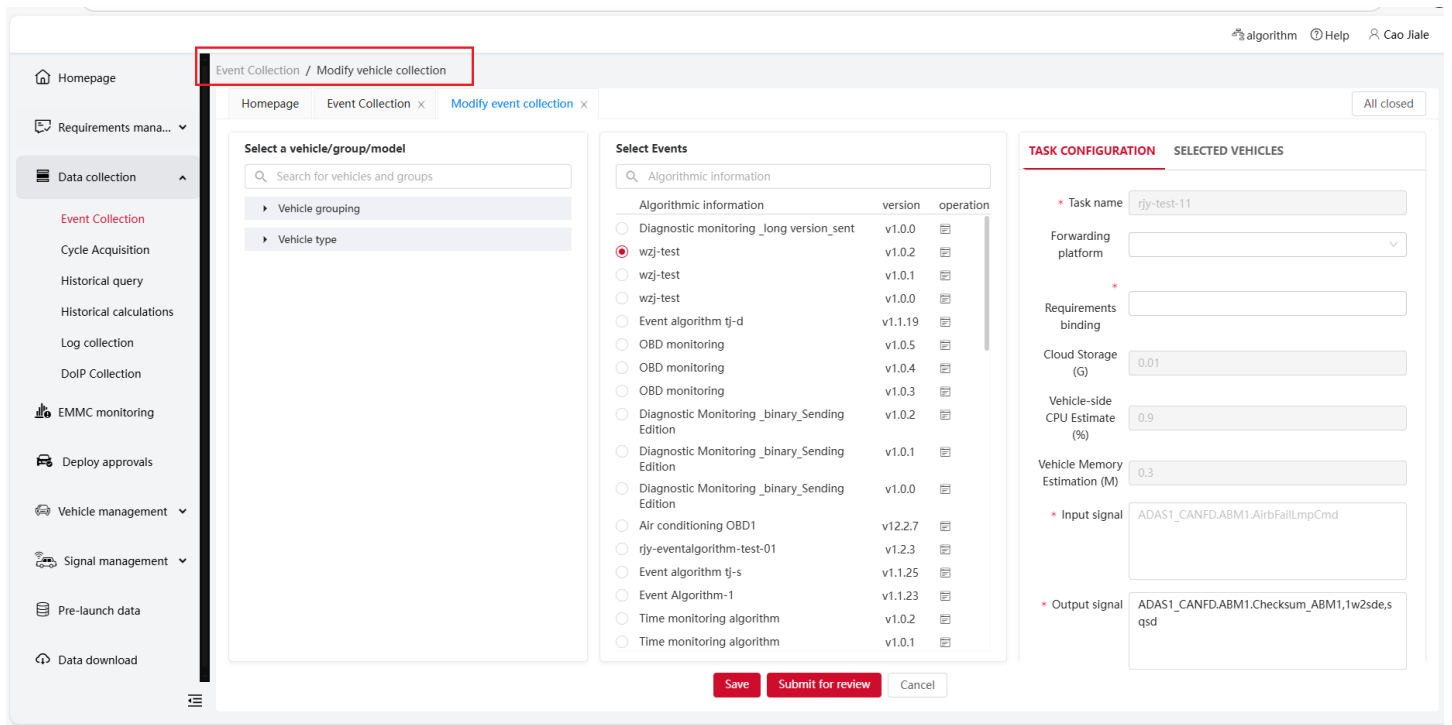 algorithm Help Cao Jiale
Event Collection / Modify vehicle collection
Homepage
Requirements mana...
Data collection
Event Collection
Cycle Acquisition
Historical query
Historical calculations
Log collection
DoIP Collection
EMMC monitoring
Deploy approvals
Vehicle management
Signal management
Pre-launch data
Data download
Homepage Event Collection × Modify event collection × All closed
Select a vehicle/group/model
Search for vehicles and groups
Vehicle grouping
Vehicle type
Select Events
Algorithmic information
Algorithmic information version operation
Diagnostic monitoring _long version_sent v1.0.0
wzj-test v1.0.2
wzj-test v1.0.1
wzj-test v1.0.0
Event algorithm tj-d v1.1.19
OBD monitoring v1.0.5
OBD monitoring v1.0.4
OBD monitoring v1.0.3
Diagnostic Monitoring _binary_Sending v1.0.2
Edition
Diagnostic Monitoring _binary_Sending v1.0.1
Edition
Diagnostic Monitoring _binary_Sending v1.0.0
Edition
Air conditioning OBD1 v12.2.7
rjy-eventalgorithm-test-01 v1.2.3
Event algorithm tj-s v1.1.25
Event Algorithm-1 v1.1.23
Time monitoring algorithm v1.0.2
Time monitoring algorithm v1.0.1
TASK CONFIGURATION SELECTED VEHICLES
* Task name rjy-test-11
Forwarding
platform
*
Requirements
binding
Cloud Storage
(G)
0.01
Vehicle-side
CPU Estimate
(%)
0.9
Vehicle Memory
Estimation (M)
0.3
* Input signal ADAS1_CANFD.ABM1.AirbFailLmpCmd
* Output signal ADAS1_CANFD.ABM1.Checksum_ABM1,1w2sde,s
qsd
Save Submit for review Cancel